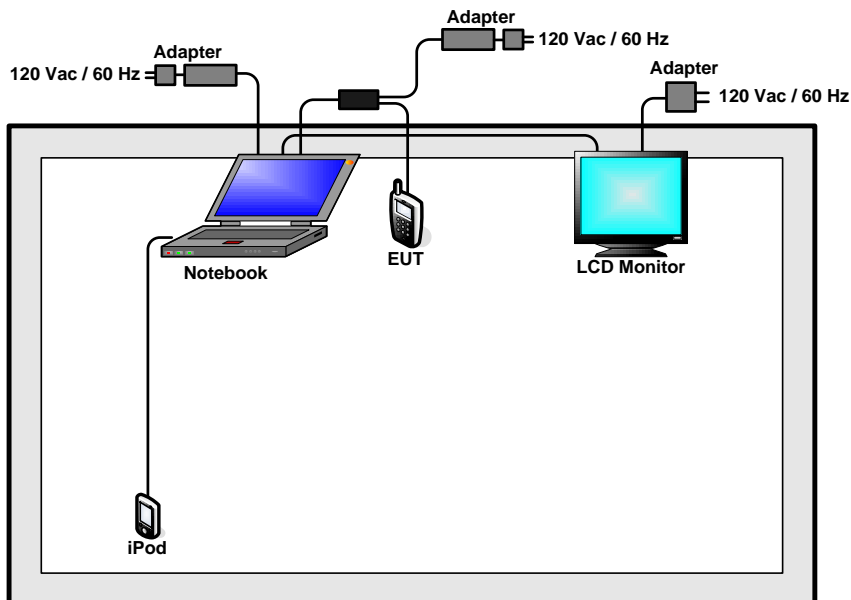 Adapter
120 Vac / 60 Hz
Adapter
120 Vac / 60 Hz
Adapter
120 Vac / 60 Hz
Notebook
EUT
LCD Monitor
iPod